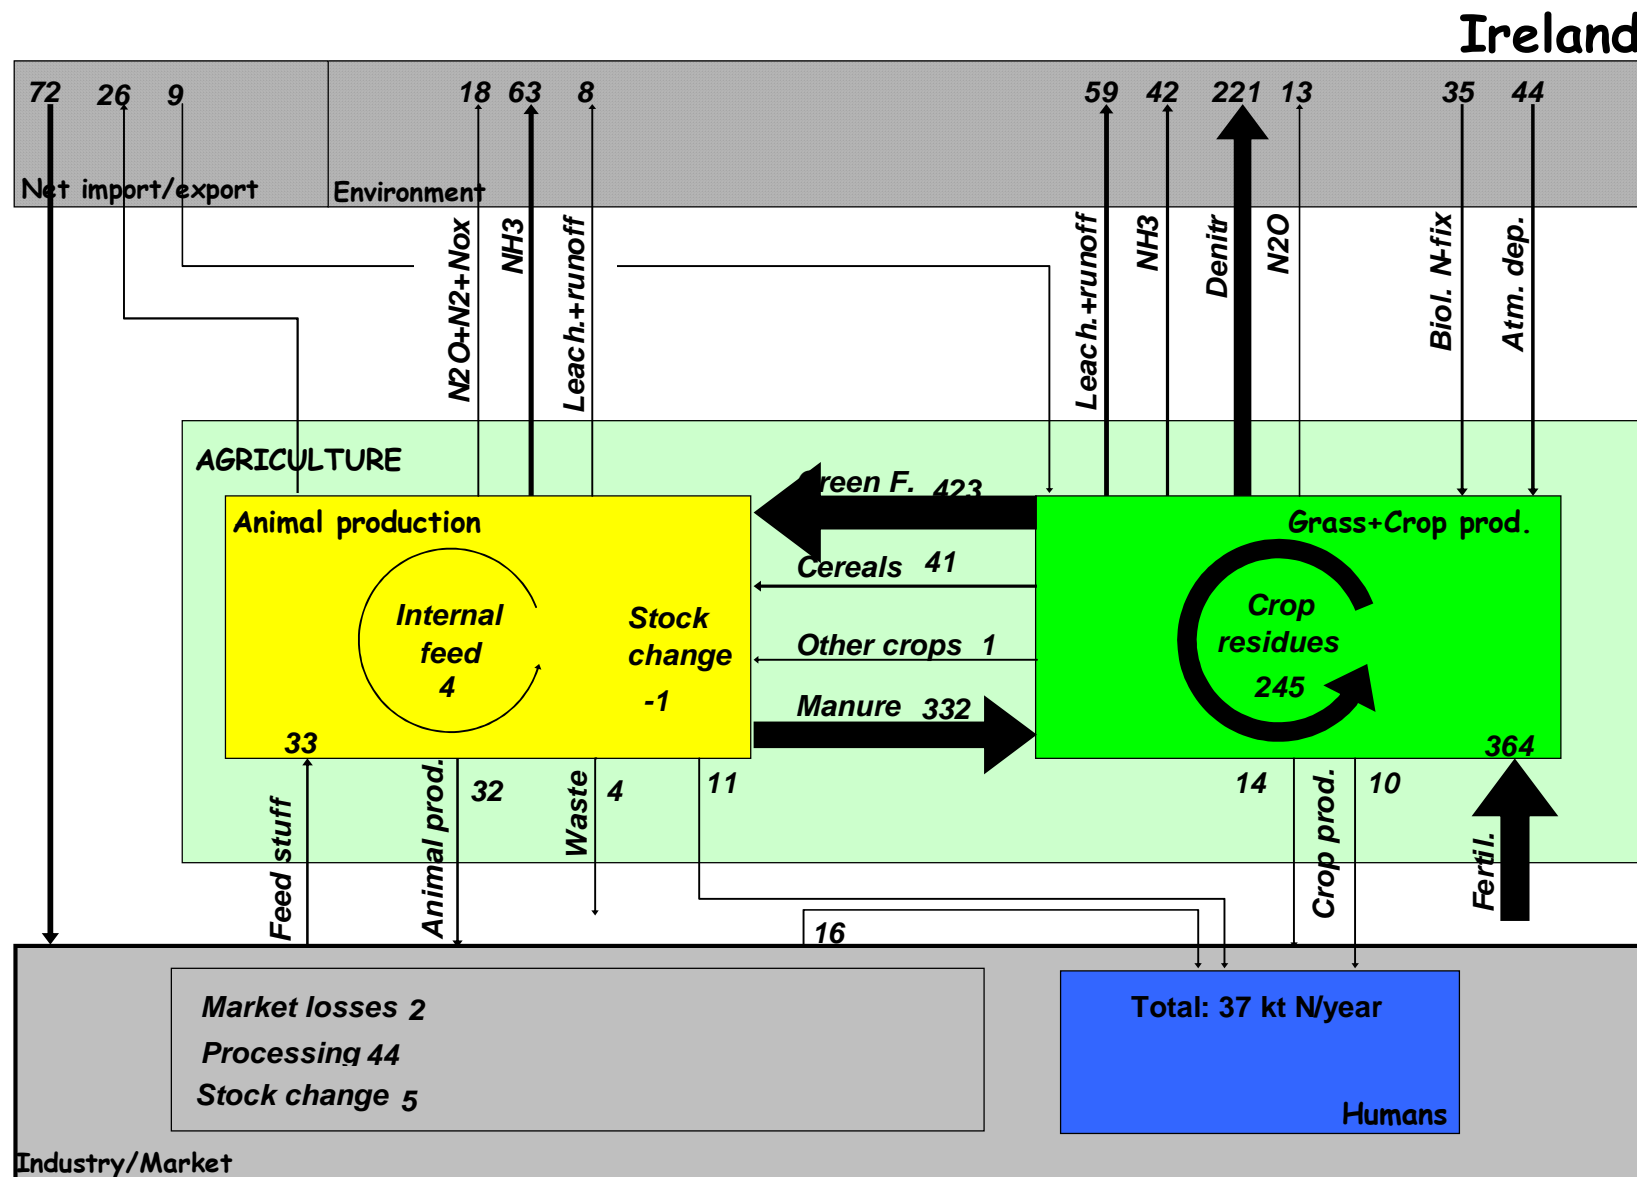 Ireland
72 26 9 18 63 8 59 42 221 13 35 44
Net import/export
Environment
N2O+N2+Nox
NH3
Leach.+runoff
Leach.+runoff
NH3
Denitr
N2O
Biol. N-fix
Atm. dep.
AGRICULTURE
Animal production
Green F. 423
Grass+Crop prod.
Cereals 41
Internal
feed
4
Stock
change
-1
Other crops 1
Crop
residues
245
Manure 332
33
364
Feed stuff
Animal prod.
32
Waste
4
11
14
Crop prod.
10
Fertil.
16
Market losses 2
Processing 44
Stock change 5
Total: 37 kt N/year
Humans
Industry/Market